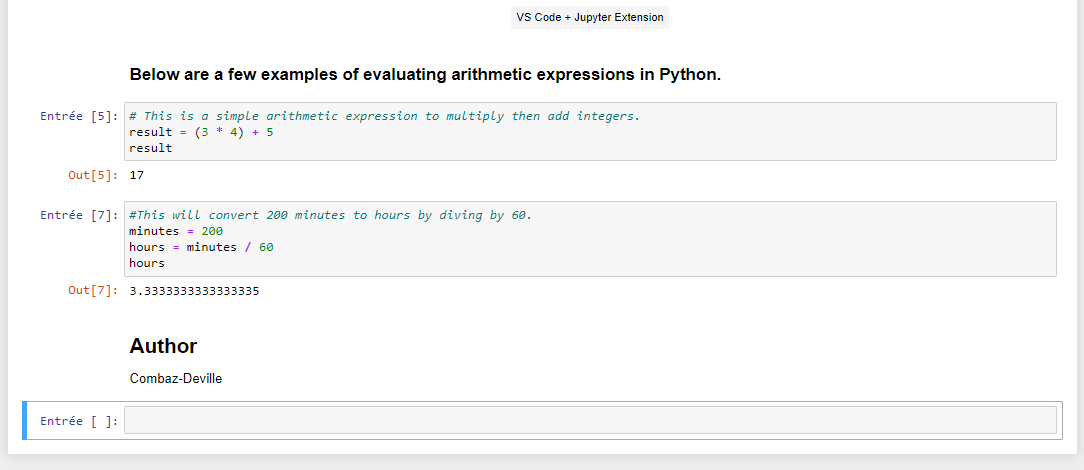 VS Code + Jupyter Extension
Below are a few examples of evaluating arithmetic expressions in Python.
Entrée [5]: # This is a simple arithmetic expression to multiply then add integers.
result = (3 * 4) + 5
result
Out[5]: 17
Entrée [7]: #This will convert 200 minutes to hours by diving by 60.
minutes = 200
hours = minutes / 60
hours
Out[7]: 3.3333333333333335
Author
Combaz-Deville
Entrée [ ]: